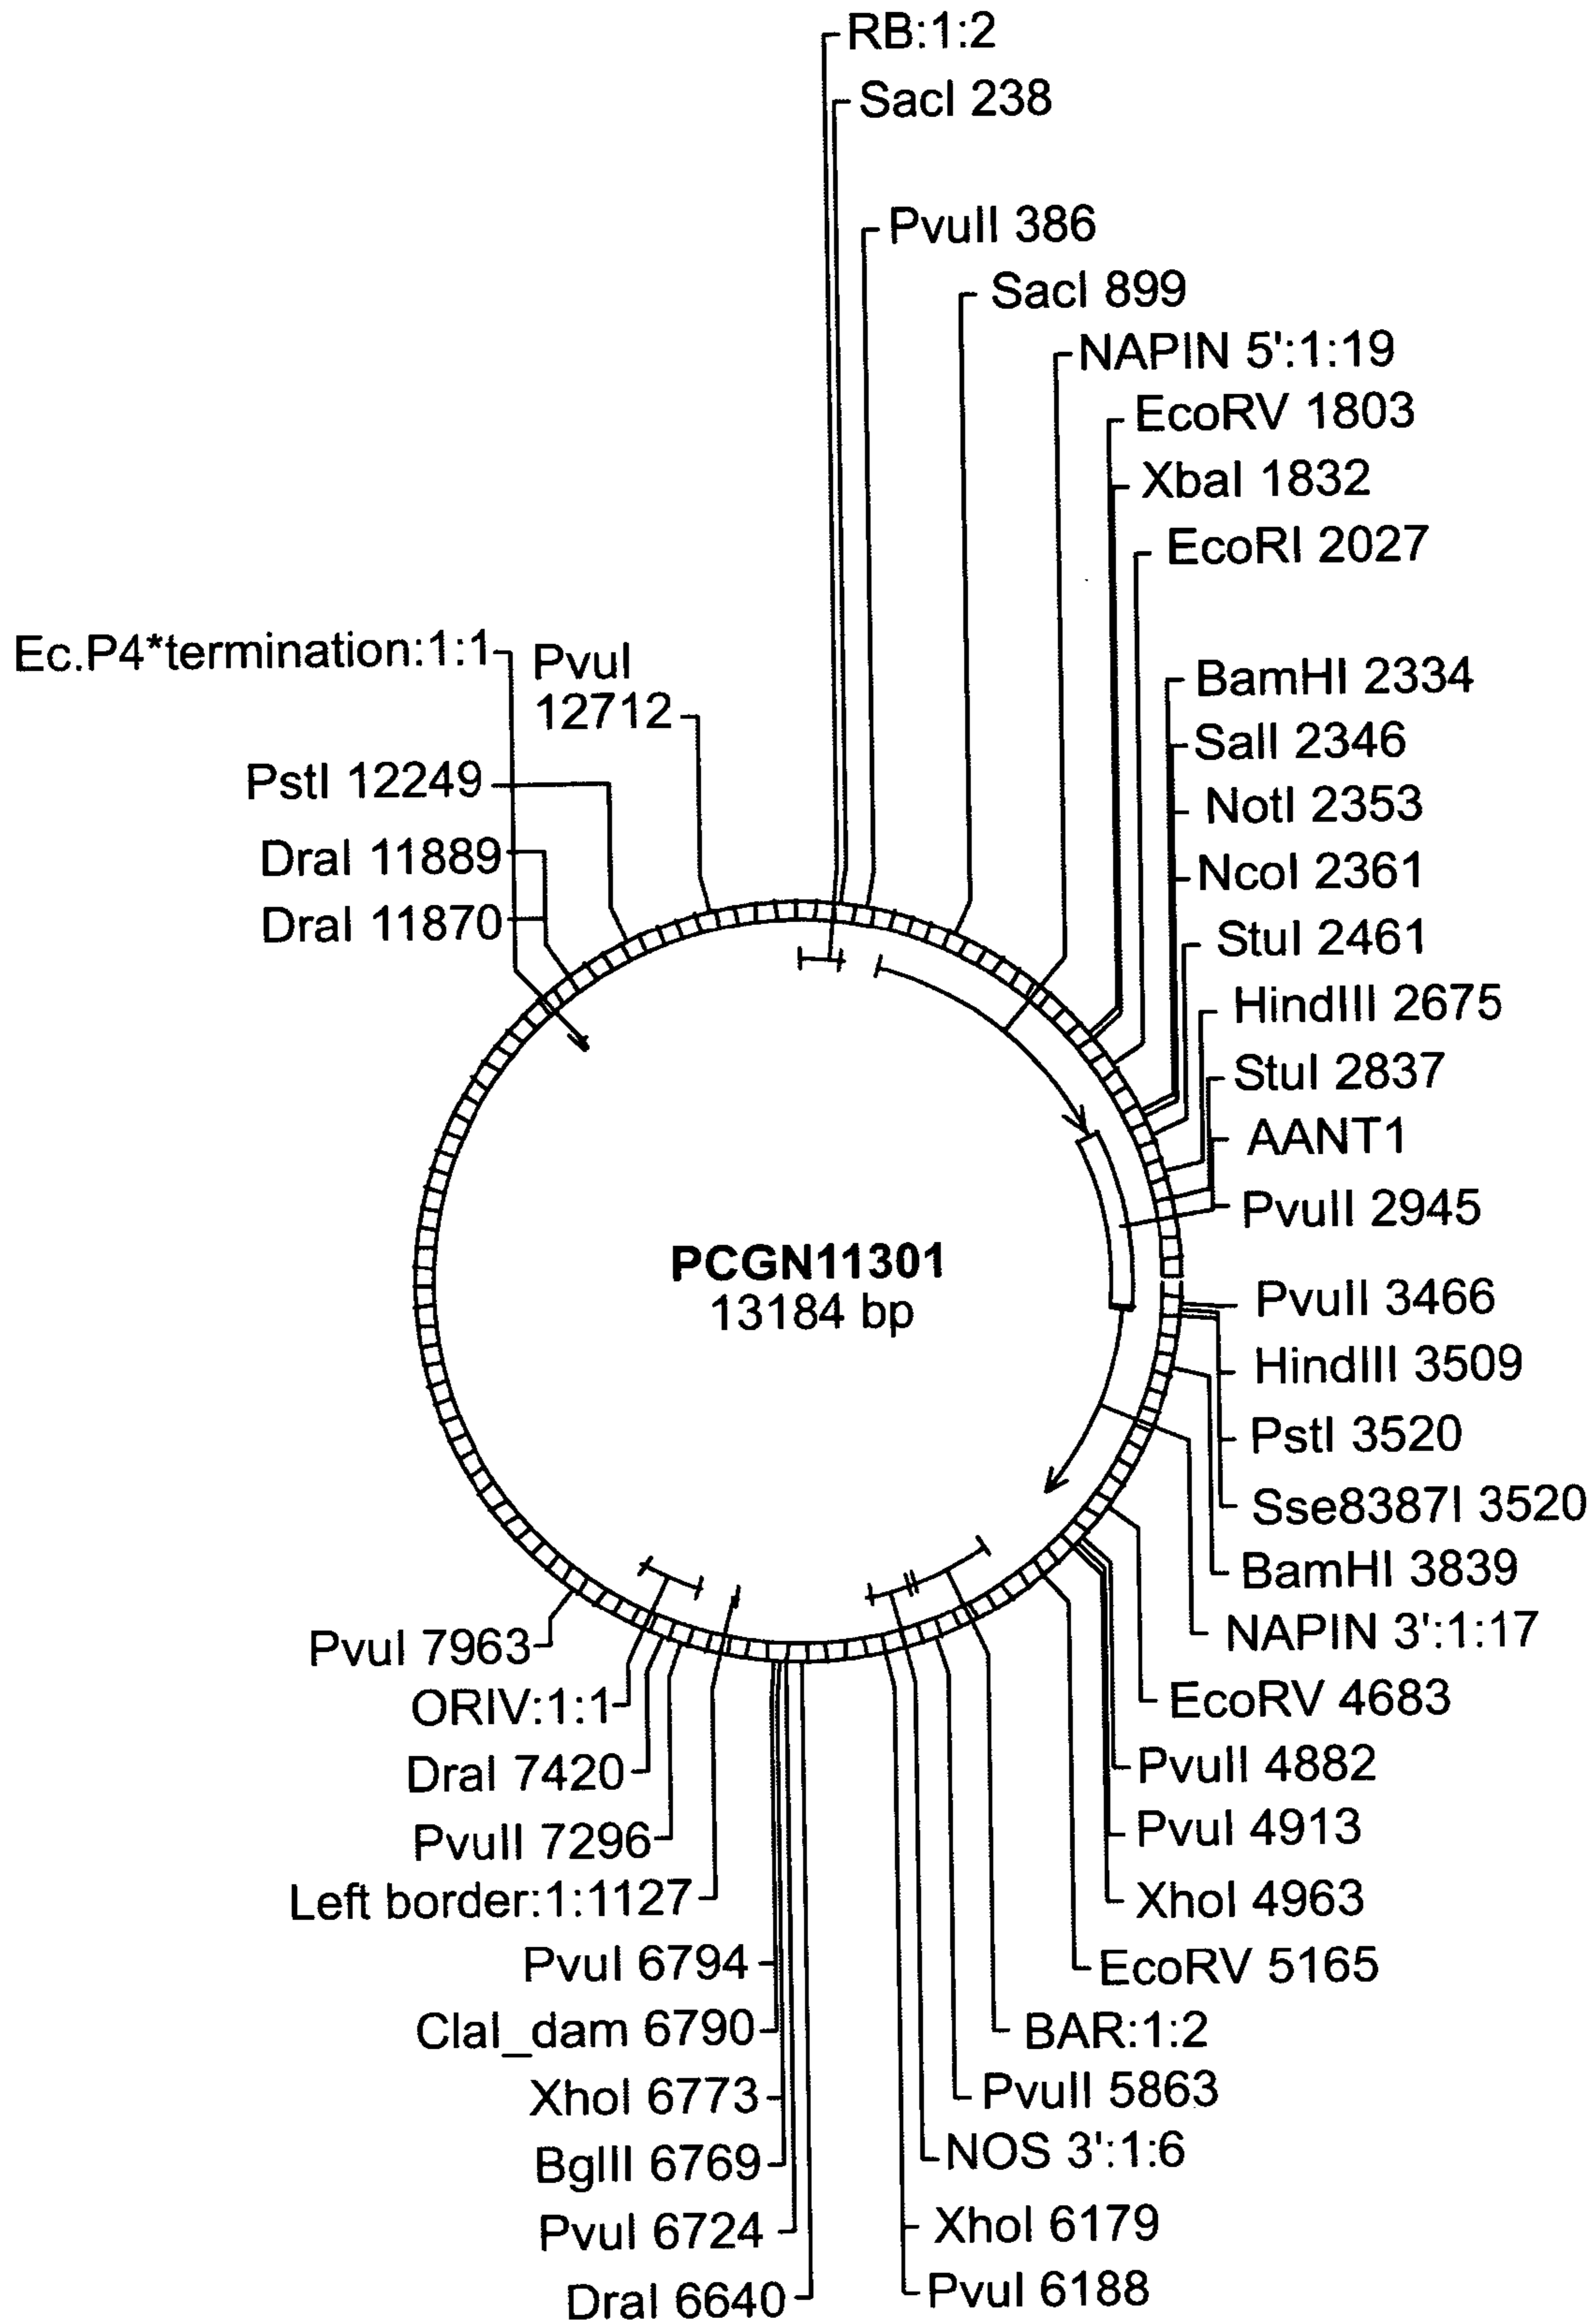 RB:1:2
SacI 238
PvuII 386
SacI 899
NAPIN 5':1:19
EcoRV 1803
XbaI 1832
EcoRI 2027
Ec.P4*termination:1:1
PvuI
12712
BamHI 2334
SalI 2346
PstI 12249
NotI 2353
DraI 11889
NcoI 2361
DraI 11870
StuI 2461
HindIII 2675
StuI 2837
AANT1
PvuII 2945
PCGN11301
13184 bp
PvuII 3466
HindIII 3509
PstI 3520
Sse8387I 3520
BamHI 3839
NAPIN 3':1:17
PvuI 7963
EcoRV 4683
ORIV:1:1
PvuII 4882
DraI 7420
PvuI 4913
PvuII 7296
XhoI 4963
Left border:1:1127
EcoRV 5165
PvuI 6794
BAR:1:2
ClaI_dam 6790
PvuII 5863
XhoI 6773
NOS 3':1:6
BglII 6769
XhoI 6179
PvuI 6724
PvuI 6188
DraI 6640